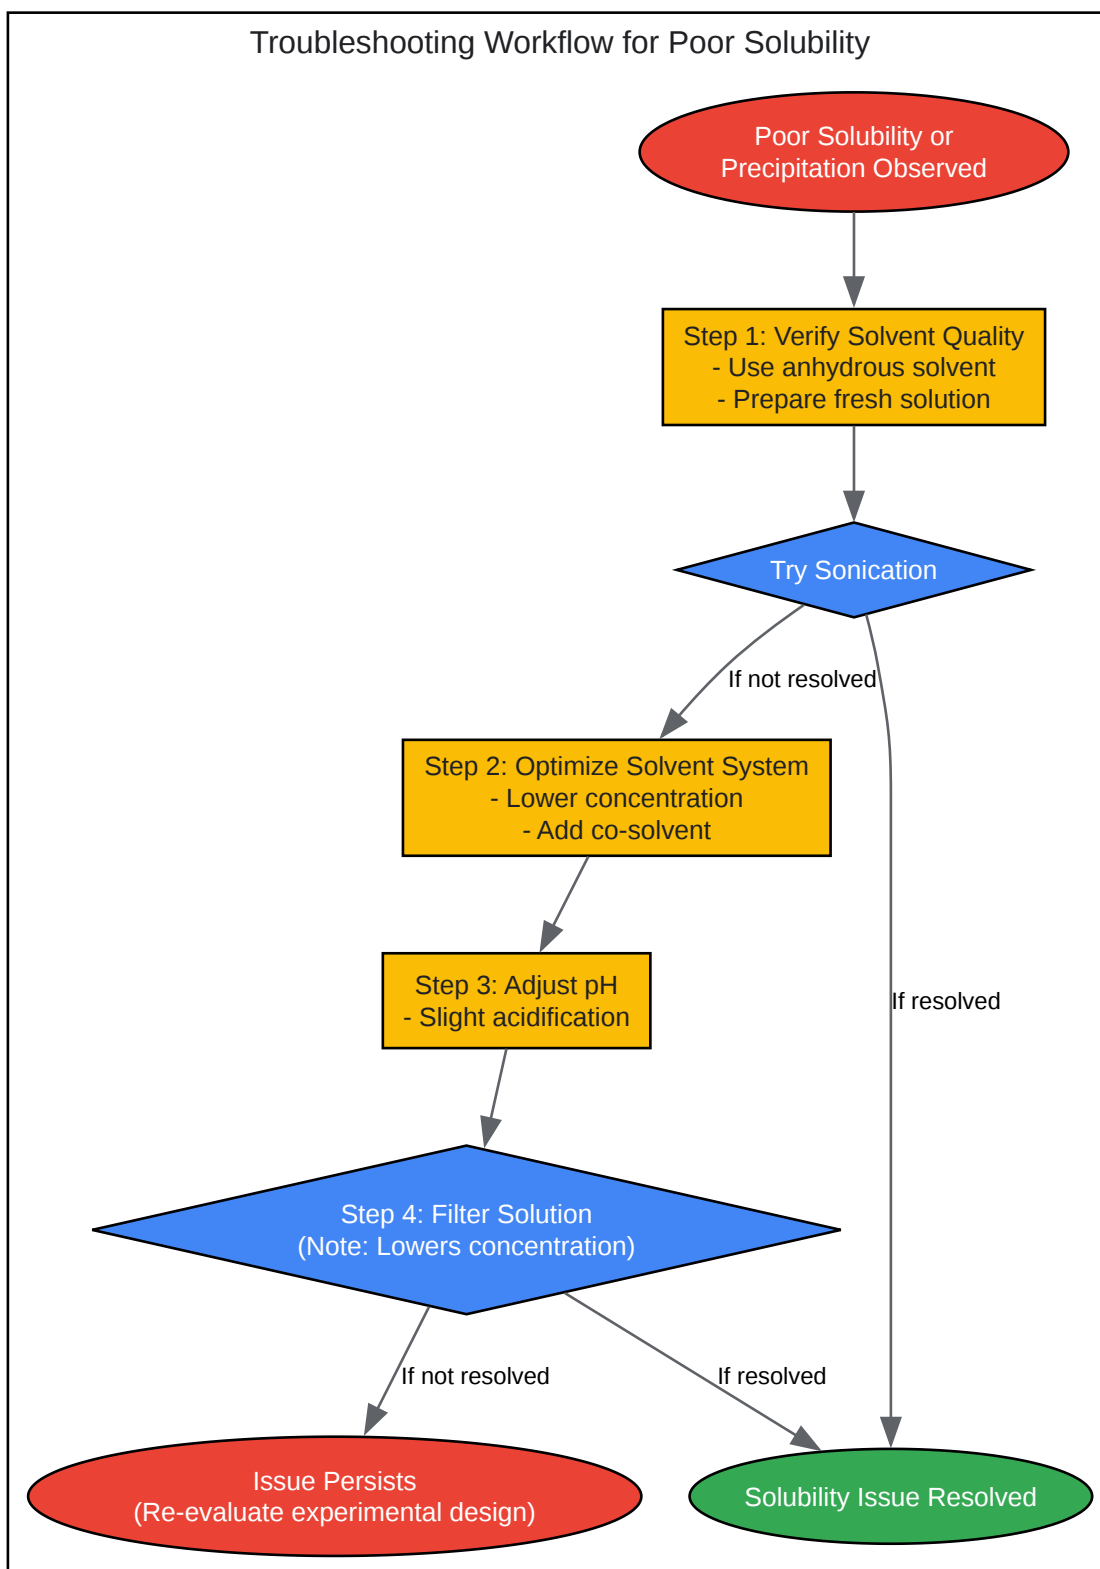 Troubleshooting Workflow for Poor Solubility
Poor Solubility or
Precipitation Observed
Step 1: Verify Solvent Quality
- Use anhydrous solvent
- Prepare fresh solution
Try Sonication
If not resolved
Step 2: Optimize Solvent System
- Lower concentration
- Add co-solvent
Step 3: Adjust pH
- Slight acidification
If resolved
Step 4: Filter Solution
(Note: Lowers concentration)
If not resolved
If resolved
Issue Persists
(Re-evaluate experimental design)
Solubility Issue Resolved